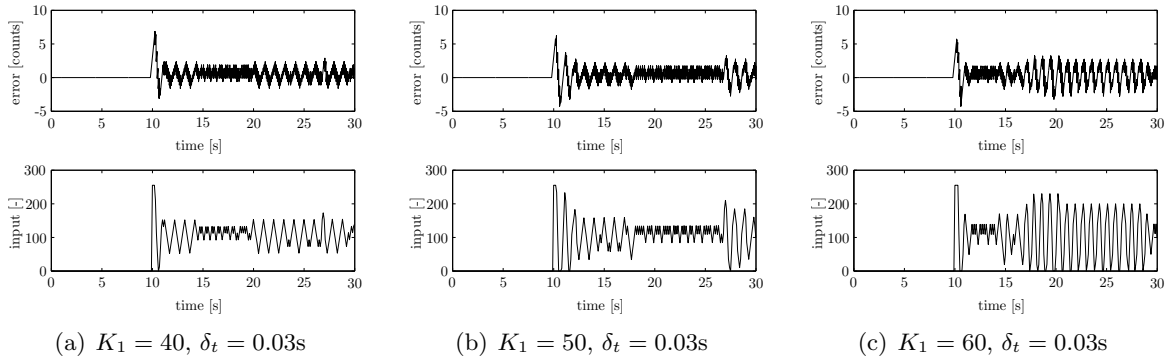 10
5
0
-5
error [counts]
0 5 10 15 20 25 30
time [s]
300
200
100
0
input [-]
0 5 10 15 20 25 30
time [s]
(a) K₁ = 40, δₜ = 0.03s
10
5
0
-5
error [counts]
0 5 10 15 20 25 30
time [s]
300
200
100
0
input [-]
0 5 10 15 20 25 30
time [s]
(b) K₁ = 50, δₜ = 0.03s
10
5
0
-5
error [counts]
0 5 10 15 20 25 30
time [s]
300
200
100
0
input [-]
0 5 10 15 20 25 30
time [s]
(c) K₁ = 60, δₜ = 0.03s